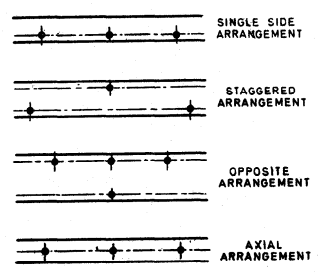 SINGLE SIDE
ARRANGEMENT
STAGGERED
ARRANGEMENT
OPPOSITE
ARRANGEMENT
AXIAL
ARRANGEMENT